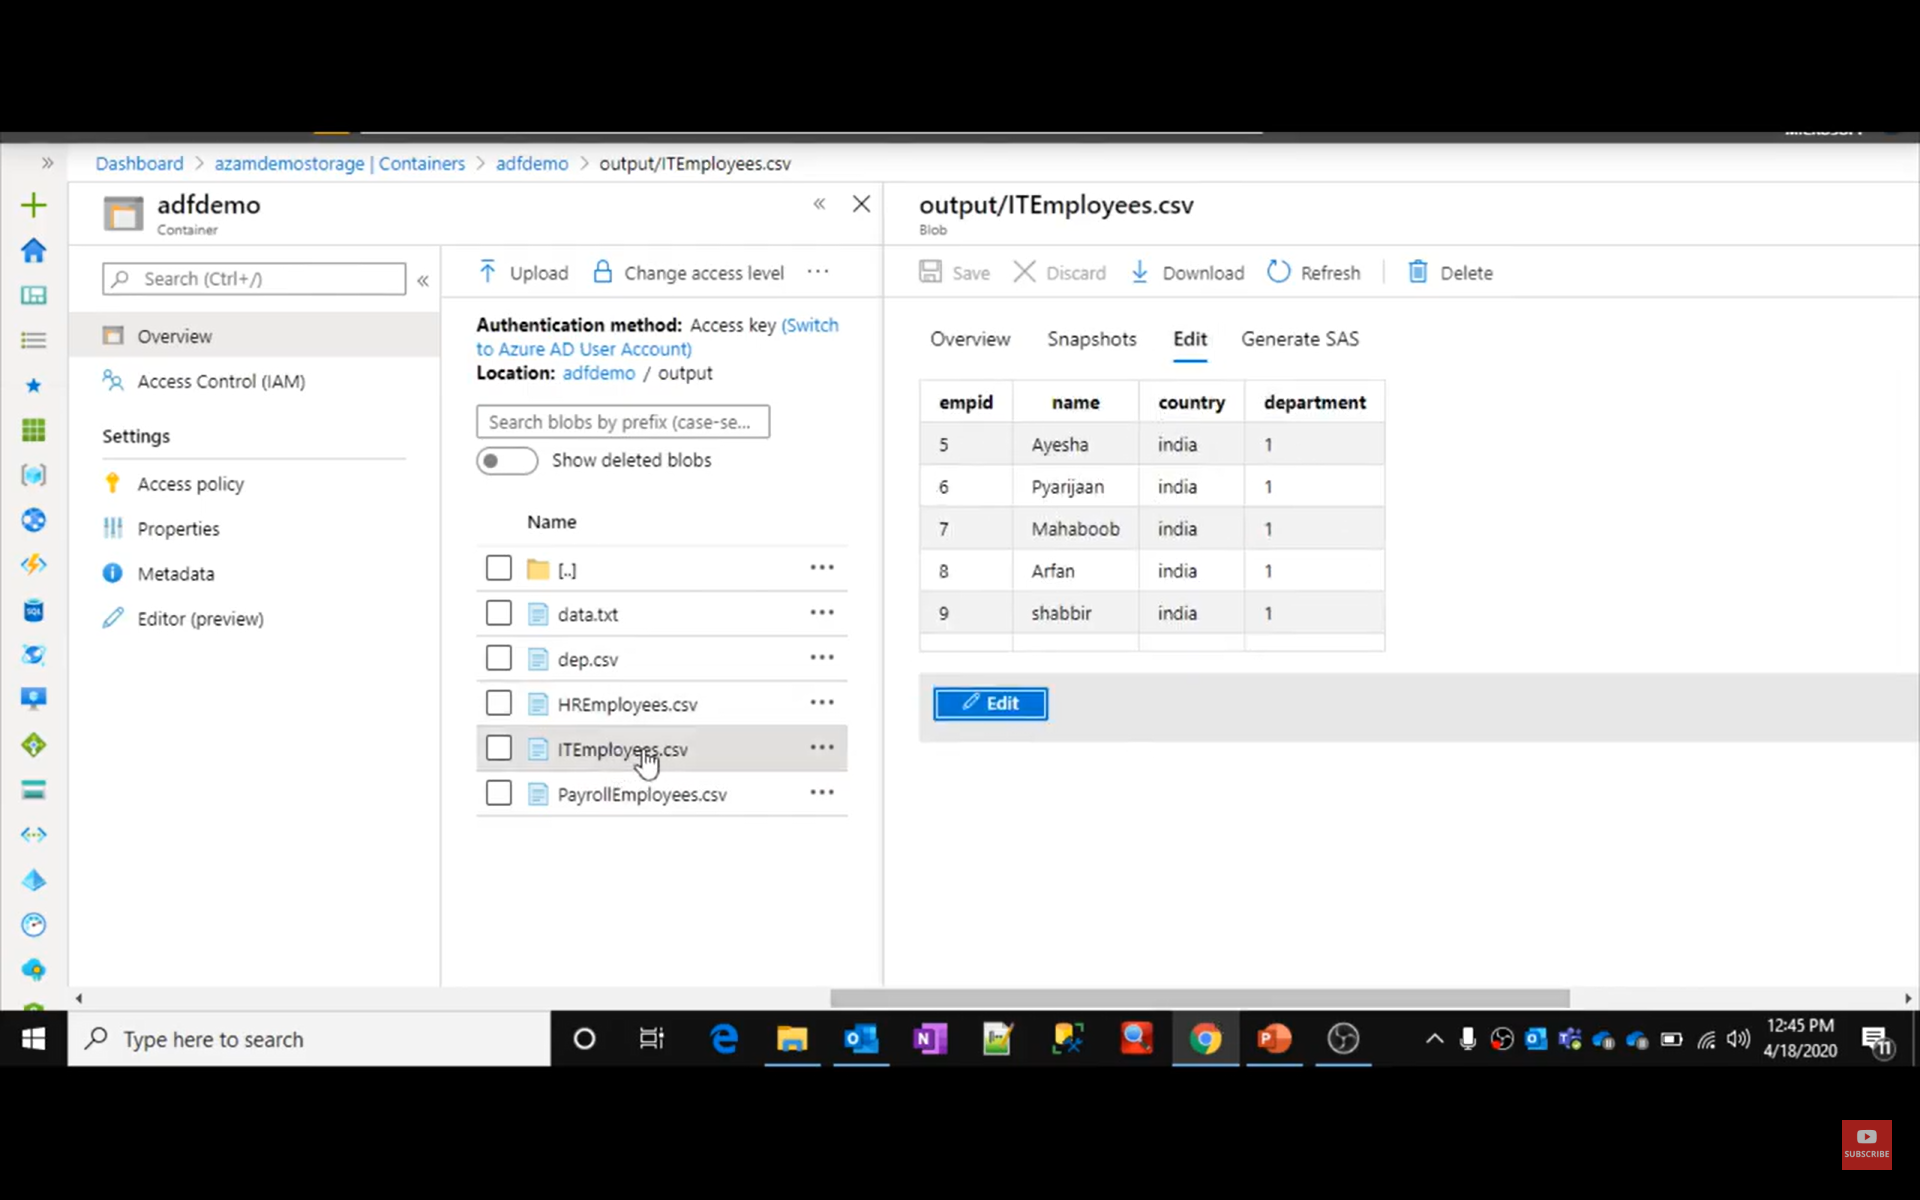 Dashboard > azamdemostorage | Containers > adfdemo > output/ITEmployees.csv
adfdemo
Container
Search (Ctrl+/)
Overview
Access Control (IAM)
Settings
Access policy
Properties
Metadata
Editor (preview)
Upload Change access level
Authentication method: Access key (Switch
to Azure AD User Account)
Location: adfdemo / output
Search blobs by prefix (case-se...
Show deleted blobs
Name
[..]
data.txt
dep.csv
HREmployees.csv
ITEmployees.csv
PayrollEmployees.csv
output/ITEmployees.csv
Blob
Save Discard Download Refresh Delete
Overview Snapshots Edit Generate SAS
empid name country department
5 Ayesha india 1
6 Pyarijaan india 1
7 Mahaboob india 1
8 Arfan india 1
9 shabbir india 1
Edit
Type here to search
12:45 PM
4/18/2020
11
SUBSCRIBE